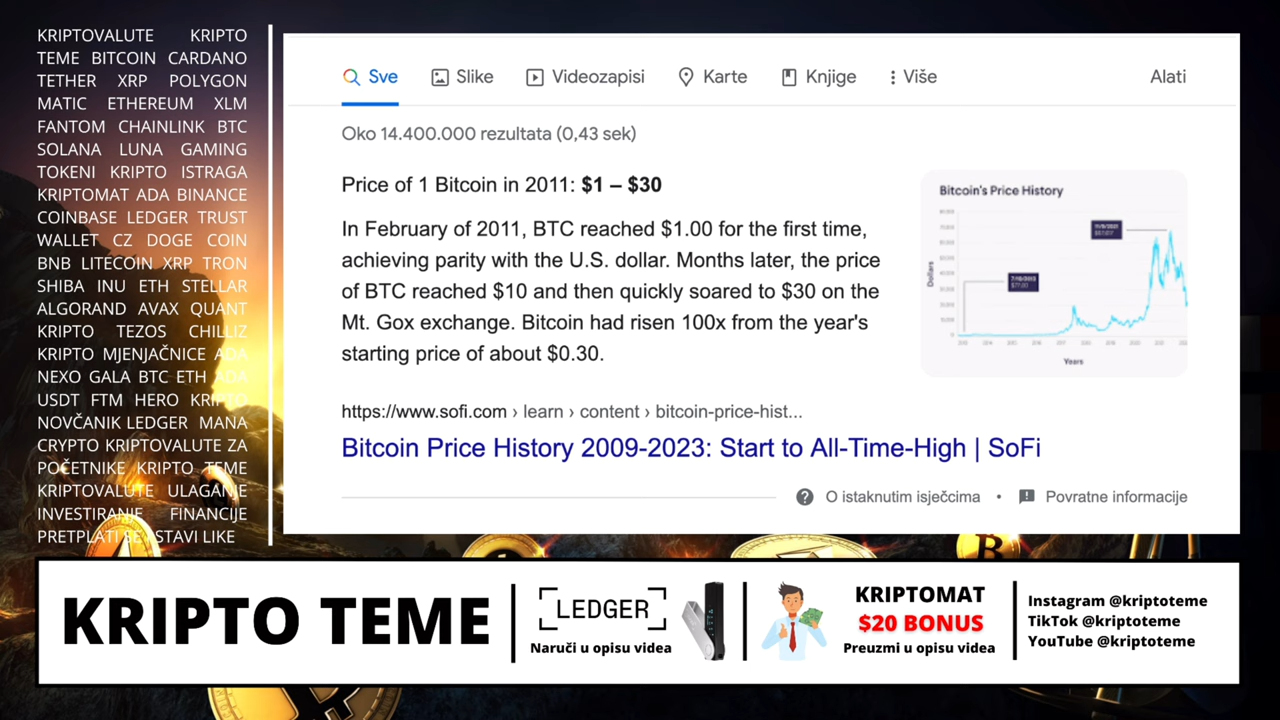 KRIPTOVALUTE KRIPTO
TEME BITCOIN CARDANO
TETHER XRP POLYGON
MATIC ETHEREUM XLM
FANTOM CHAINLINK BTC
SOLANA LUNA GAMING
TOKENI KRIPTO ISTRAGA
KRIPTOMAT ADA BINANCE
COINBASE LEDGER TRUST
WALLET CZ DOGE COIN
BNB LITECOIN XRP TRON
SHIBA INU ETH STELLAR
ALGORAND AVAX QUANT
KRIPTO TEZOS CHILLIZ
KRIPTO MJENJAČNICE ADA
NEXO GALA BTC ETH ADA
USDT FTM HERO KRIPTO
NOVČANIK LEDGER MANA
CRYPTO KRIPTOVALUTE ZA
POČETNIKE KRIPTO TEME
KRIPTOVALUTE ULAGANJE
INVESTIRANJE FINANCIJE
PRETPLATI SE OSTAVI LIKE
Sve Slike Videozapisi Karte Knjige Više Alati
Oko 14.400.000 rezultata (0,43 sek)
Price of 1 Bitcoin in 2011: $1 – $30
In February of 2011, BTC reached $1.00 for the first time,
achieving parity with the U.S. dollar. Months later, the price
of BTC reached $10 and then quickly soared to $30 on the
Mt. Gox exchange. Bitcoin had risen 100x from the year's
starting price of about $0.30.
Bitcoin's Price History
Dollars
Years
https://www.sofi.com › learn › content › bitcoin-price-hist...
Bitcoin Price History 2009-2023: Start to All-Time-High | SoFi
O istaknutim isječcima • Povratne informacije
KRIPTO TEME
LEDGER
Naruči u opisu videa
KRIPTOMAT
$20 BONUS
Preuzmi u opisu videa
Instagram @kriptoteme
TikTok @kriptoteme
YouTube @kriptoteme